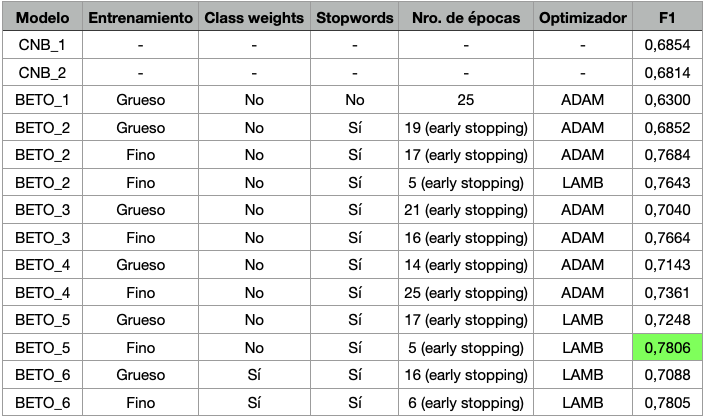 Modelo Entrenamiento Class weights Stopwords Nro. de épocas Optimizador F1
CNB_1 - - - - - 0,6854
CNB_2 - - - - - 0,6814
BETO_1 Grueso No No 25 ADAM 0,6300
BETO_2 Grueso No Sí 19 (early stopping) ADAM 0,6852
BETO_2 Fino No Sí 17 (early stopping) ADAM 0,7684
BETO_2 Fino No Sí 5 (early stopping) LAMB 0,7643
BETO_3 Grueso No Sí 21 (early stopping) ADAM 0,7040
BETO_3 Fino No Sí 16 (early stopping) ADAM 0,7664
BETO_4 Grueso No Sí 14 (early stopping) ADAM 0,7143
BETO_4 Fino No Sí 25 (early stopping) ADAM 0,7361
BETO_5 Grueso No Sí 17 (early stopping) LAMB 0,7248
BETO_5 Fino No Sí 5 (early stopping) LAMB 0,7806
BETO_6 Grueso Sí Sí 16 (early stopping) LAMB 0,7088
BETO_6 Fino Sí Sí 6 (early stopping) LAMB 0,7805